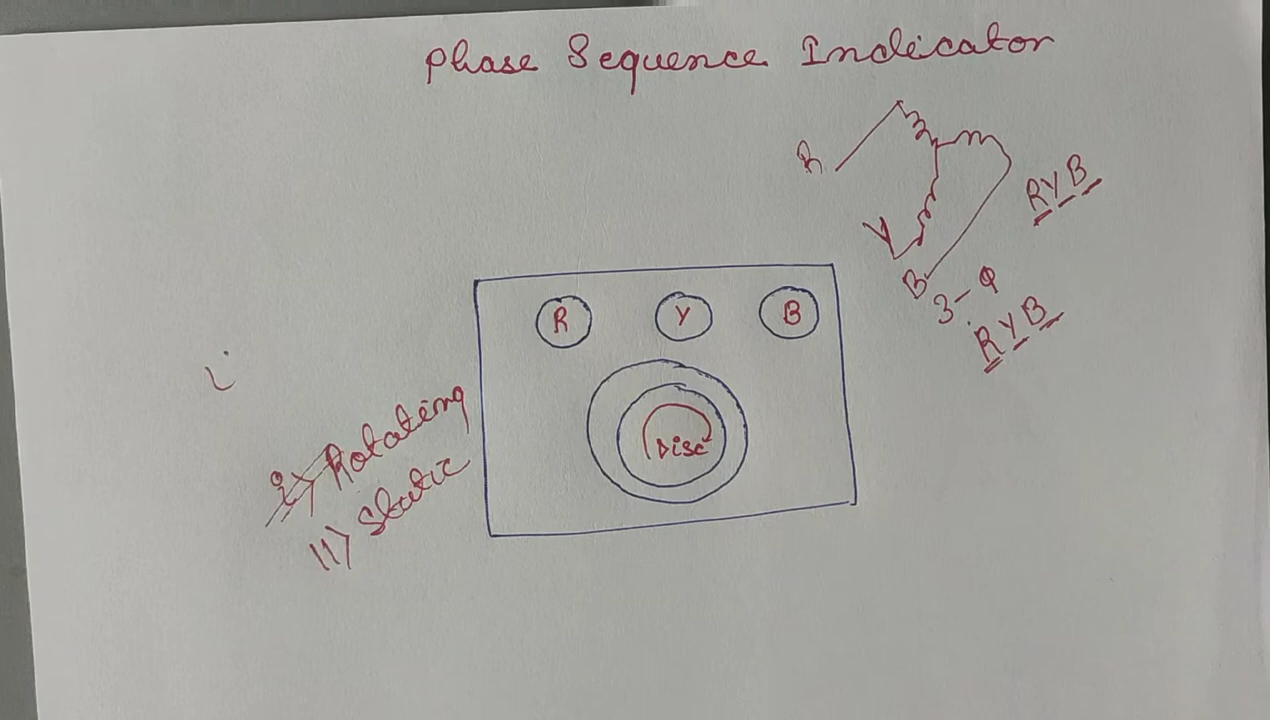 Phase Sequence Indicator
R
Y
B
RYB
3-φ
RYB
R Y B
Disc
i) Rotating
ii) Static